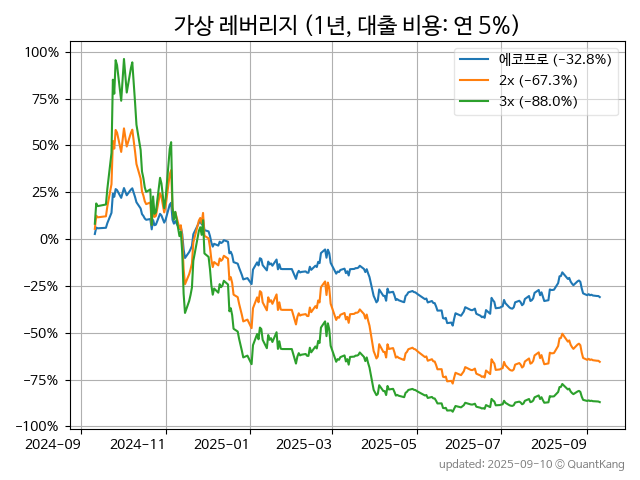 가상 레버리지 (1년, 대출 비용: 연 5%)
에코프로 (-32.8%)
2x (-67.3%)
3x (-88.0%)
100%
75%
50%
25%
0%
-25%
-50%
-75%
-100%
2024-09 2024-11 2025-01 2025-03 2025-05 2025-07 2025-09
updated: 2025-09-10 © QuantKang